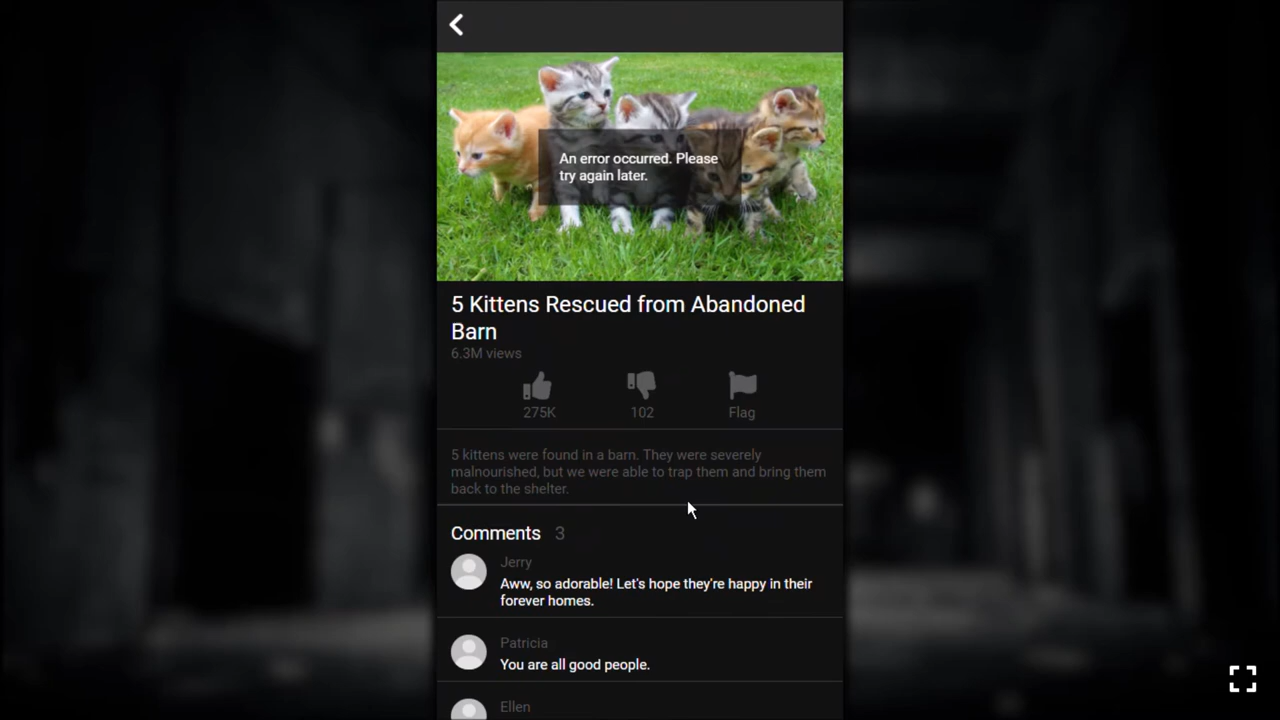 An error occurred. Please
try again later.
5 Kittens Rescued from Abandoned
Barn
6.3M views
275K
102
Flag
5 kittens were found in a barn. They were severely
malnourished, but we were able to trap them and bring them
back to the shelter.
Comments 3
Jerry
Aww, so adorable! Let's hope they're happy in their
forever homes.
Patricia
You are all good people.
Ellen